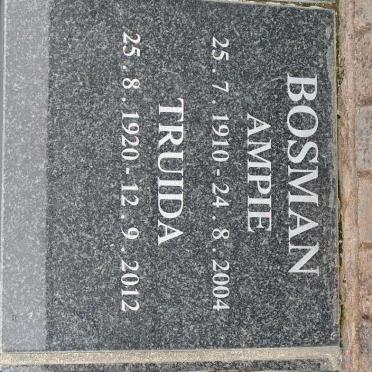 BOSMAN
AMPIE
25 . 7 . 1910 - 24 . 8 . 2004
TRUIDA
25 . 8 . 1920 - 12 . 9 . 2012